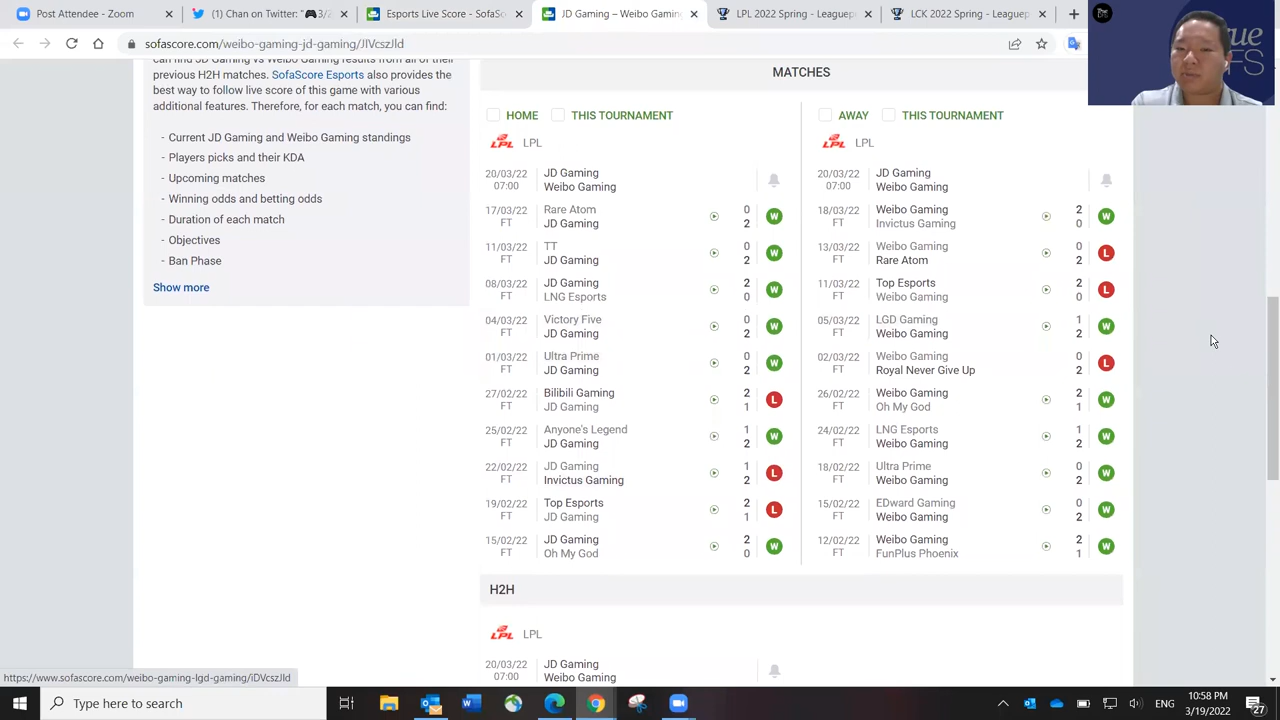 Post Attendee - Zoom
(1) Chan on Twitter: "🎮3/2
Esports Live Score - SofaSc
JD Gaming – Weibo Gaming
LPL 2022 Spring - Leaguep
LCK 2022 Spring - Leaguep
sofascore.com/weibo-gaming-jd-gaming/JlVcszJld
can find JD Gaming vs Weibo Gaming results from all of their
previous H2H matches. SofaScore Esports also provides the
best way to follow live score of this game with various
additional features. Therefore, for each match, you can find:
- Current JD Gaming and Weibo Gaming standings
- Players picks and their KDA
- Upcoming matches
- Winning odds and betting odds
- Duration of each match
- Objectives
- Ban Phase
Show more
MATCHES
HOME THIS TOURNAMENT
LPL LPL
20/03/22 JD Gaming
07:00 Weibo Gaming
17/03/22 Rare Atom 0
FT JD Gaming 2 W
11/03/22 TT 0
FT JD Gaming 2 W
08/03/22 JD Gaming 2
FT LNG Esports 0 W
04/03/22 Victory Five 0
FT JD Gaming 2 W
01/03/22 Ultra Prime 0
FT JD Gaming 2 W
27/02/22 Bilibili Gaming 2
FT JD Gaming 1 L
25/02/22 Anyone's Legend 1
FT JD Gaming 2 W
22/02/22 JD Gaming 1
FT Invictus Gaming 2 L
19/02/22 Top Esports 2
FT JD Gaming 1 L
15/02/22 JD Gaming 2
FT Oh My God 0 W
AWAY THIS TOURNAMENT
LPL LPL
20/03/22 JD Gaming
07:00 Weibo Gaming
18/03/22 Weibo Gaming 2
FT Invictus Gaming 0 W
13/03/22 Weibo Gaming 0
FT Rare Atom 2 L
11/03/22 Top Esports 2
FT Weibo Gaming 0 L
05/03/22 LGD Gaming 1
FT Weibo Gaming 2 W
02/03/22 Weibo Gaming 0
FT Royal Never Give Up 2 L
26/02/22 Weibo Gaming 2
FT Oh My God 1 W
24/02/22 LNG Esports 1
FT Weibo Gaming 2 W
18/02/22 Ultra Prime 0
FT Weibo Gaming 2 W
15/02/22 EDward Gaming 0
FT Weibo Gaming 2 W
12/02/22 Weibo Gaming 2
FT FunPlus Phoenix 1 W
H2H
LPL LPL
20/03/22 JD Gaming
07:00 Weibo Gaming
https://www.sofascore.com/weibo-gaming-lgd-gaming/iDVcszJld
Type here to search
ENG
10:58 PM
3/19/2022
27